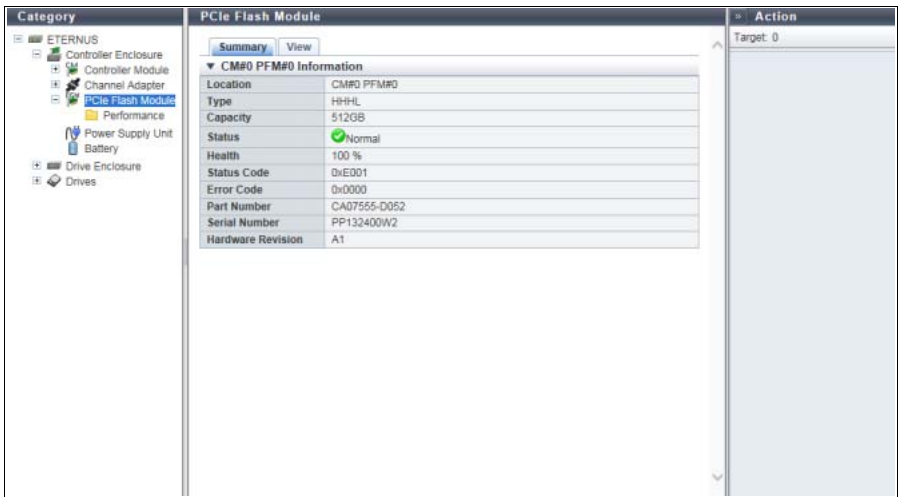 Category
ETERNUS
Controller Enclosure
Controller Module
Channel Adapter
PCIe Flash Module
Performance
Power Supply Unit
Battery
Drive Enclosure
Drives
PCIe Flash Module
Summary View
▼ CM#0 PFM#0 Information
Location CM#0 PFM#0
Type HHHL
Capacity 512GB
Status Normal
Health 100 %
Status Code 0xE001
Error Code 0x0000
Part Number CA07555-D052
Serial Number PP132400W2
Hardware Revision A1
» Action
Target: 0